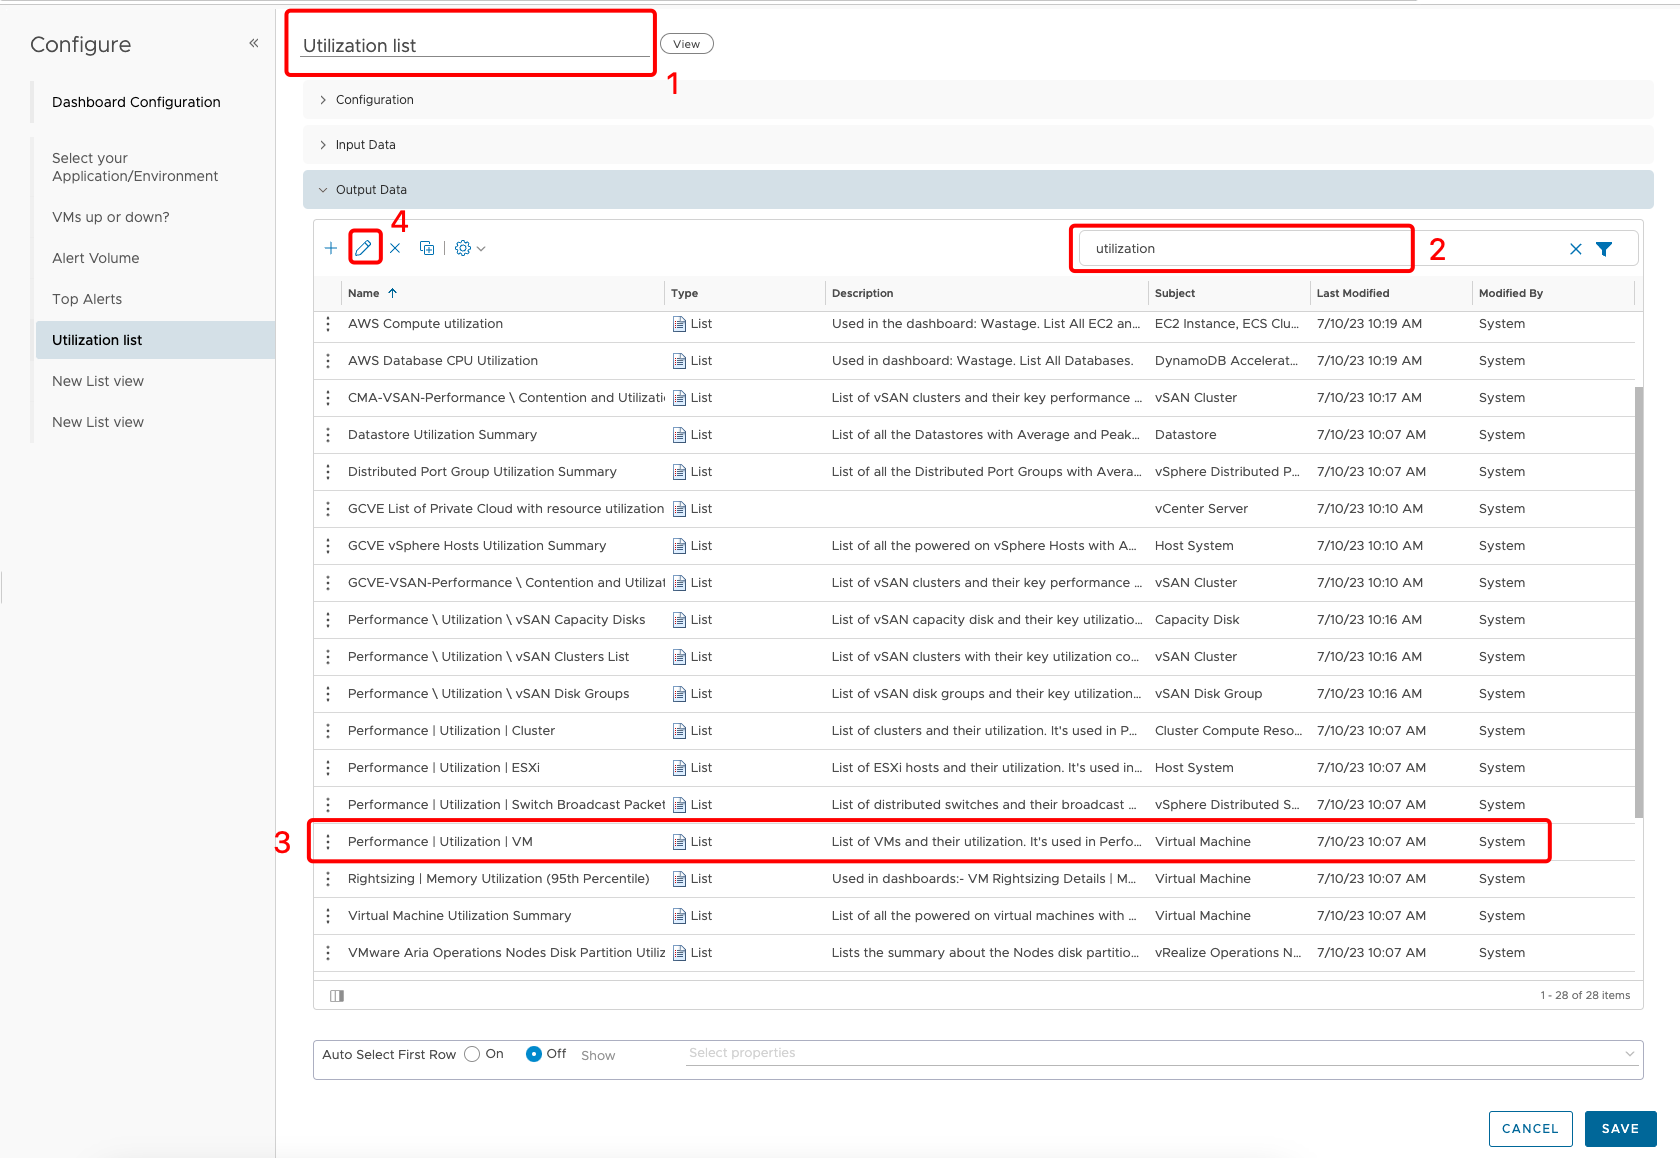 Configure
«
Dashboard Configuration
Select your
Application/Environment
VMs up or down?
Alert Volume
Top Alerts
Utilization list
New List view
New List view
Utilization list
View
1
Configuration
Input Data
Output Data
4
utilization
2
Name Type Description Subject Last Modified Modified By
AWS Compute utilization List Used in the dashboard: Wastage. List All EC2 an... EC2 Instance, ECS Clu... 7/10/23 10:19 AM System
AWS Database CPU Utilization List Used in dashboard: Wastage. List All Databases. DynamoDB Accelerat... 7/10/23 10:19 AM System
CMA-VSAN-Performance \ Contention and Utilizati List List of vSAN clusters and their key performance ... vSAN Cluster 7/10/23 10:17 AM System
Datastore Utilization Summary List List of all the Datastores with Average and Peak... Datastore 7/10/23 10:07 AM System
Distributed Port Group Utilization Summary List List of all the Distributed Port Groups with Avera... vSphere Distributed P... 7/10/23 10:07 AM System
GCVE List of Private Cloud with resource utilization List vCenter Server 7/10/23 10:10 AM System
GCVE vSphere Hosts Utilization Summary List List of all the powered on vSphere Hosts with A... Host System 7/10/23 10:10 AM System
GCVE-VSAN-Performance \ Contention and Utilizat List List of vSAN clusters and their key performance ... vSAN Cluster 7/10/23 10:10 AM System
Performance \ Utilization \ vSAN Capacity Disks List List of vSAN capacity disk and their key utilizatio... Capacity Disk 7/10/23 10:16 AM System
Performance \ Utilization \ vSAN Clusters List List List of vSAN clusters with their key utilization co... vSAN Cluster 7/10/23 10:16 AM System
Performance \ Utilization \ vSAN Disk Groups List List of vSAN disk groups and their key utilization... vSAN Disk Group 7/10/23 10:16 AM System
Performance | Utilization | Cluster List List of clusters and their utilization. It's used in P... Cluster Compute Reso... 7/10/23 10:07 AM System
Performance | Utilization | ESXi List List of ESXi hosts and their utilization. It's used in... Host System 7/10/23 10:07 AM System
Performance | Utilization | Switch Broadcast Packet List List of distributed switches and their broadcast ... vSphere Distributed S... 7/10/23 10:07 AM System
3 Performance | Utilization | VM List List of VMs and their utilization. It's used in Perfo... Virtual Machine 7/10/23 10:07 AM System
Rightsizing | Memory Utilization (95th Percentile) List Used in dashboards:- VM Rightsizing Details | M... Virtual Machine 7/10/23 10:07 AM System
Virtual Machine Utilization Summary List List of all the powered on virtual machines with ... Virtual Machine 7/10/23 10:07 AM System
VMware Aria Operations Nodes Disk Partition Utiliz List Lists the summary about the Nodes disk partitio... vRealize Operations N... 7/10/23 10:07 AM System
1 - 28 of 28 items
Auto Select First Row On Off Show Select properties
CANCEL SAVE